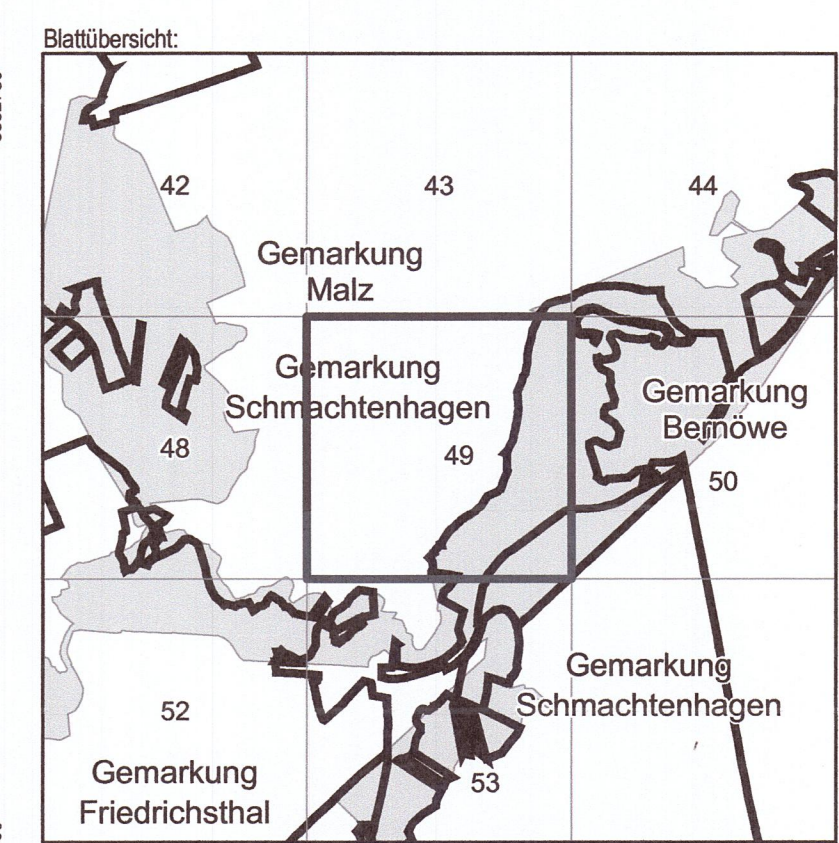 Blattübersicht:
42
43
44
Gemarkung
Malz
Gemarkung
Schmachtenhagen
Gemarkung
Bernöwe
48
49
50
Gemarkung
Schmachtenhagen
52
53
Gemarkung
Friedrichsthal